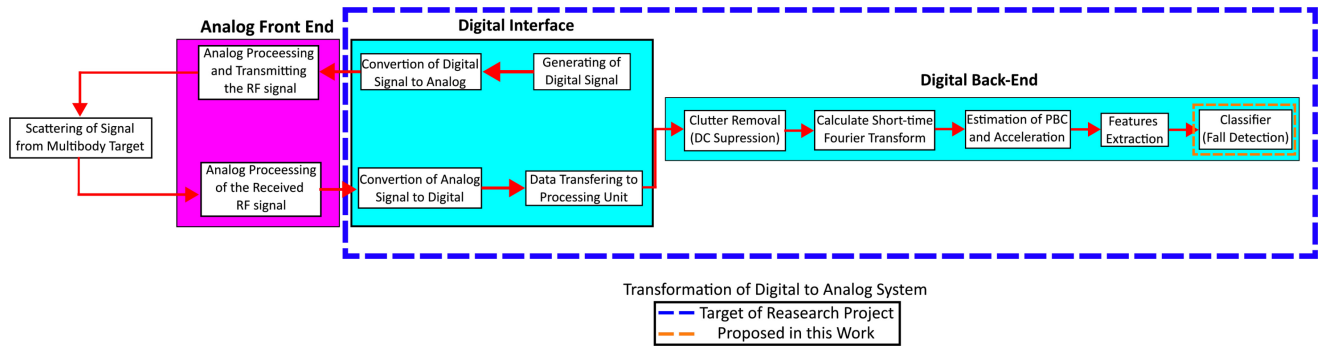 Analog Front End
Digital Interface
Analog Proceessing
and Transmitting
the RF signal
Convertion of Digital
Signal to Analog
Generating of
Digital Signal
Digital Back-End
Scattering of Signal
from Multibody Target
Clutter Removal
(DC Supression)
Calculate Short-time
Fourier Transform
Estimation of PBC
and Acceleration
Features
Extraction
Classifier
(Fall Detection)
Analog Processing
of the Received
RF signal
Convertion of Analog
Signal to Digital
Data Transfering to
Processing Unit
Transformation of Digital to Analog System
Target of Reasearch Project
Proposed in this Work